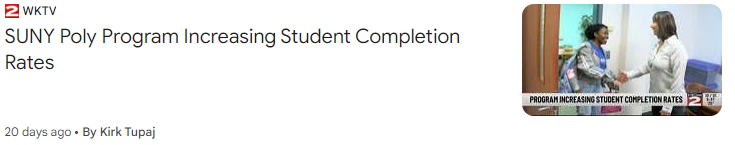 2 WKTV
SUNY Poly Program Increasing Student Completion
Rates
PROGRAM INCREASING STUDENT COMPLETION RATES 2
20 days ago • By Kirk Tupaj